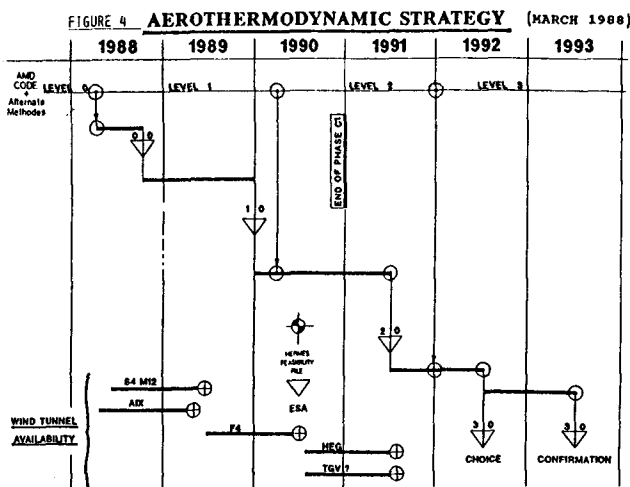 FIGURE 4 AEROTHERMODYNAMIC STRATEGY (MARCH 1988)
1988 1989 1990 1991 1992 1993
AMD
CODE
+
Alternate
Methodes
LEVEL 0 LEVEL 1 LEVEL 2 LEVEL 3
0 0
END OF PHASE C1
1 0
2 0
HERMES
FEASIBILITY
FILE
ESA
S4 M12
AIX
F4
HEG
TGV ?
WIND TUNNEL
AVAILABILITY
3 0 3 0
CHOICE CONFIRMATION